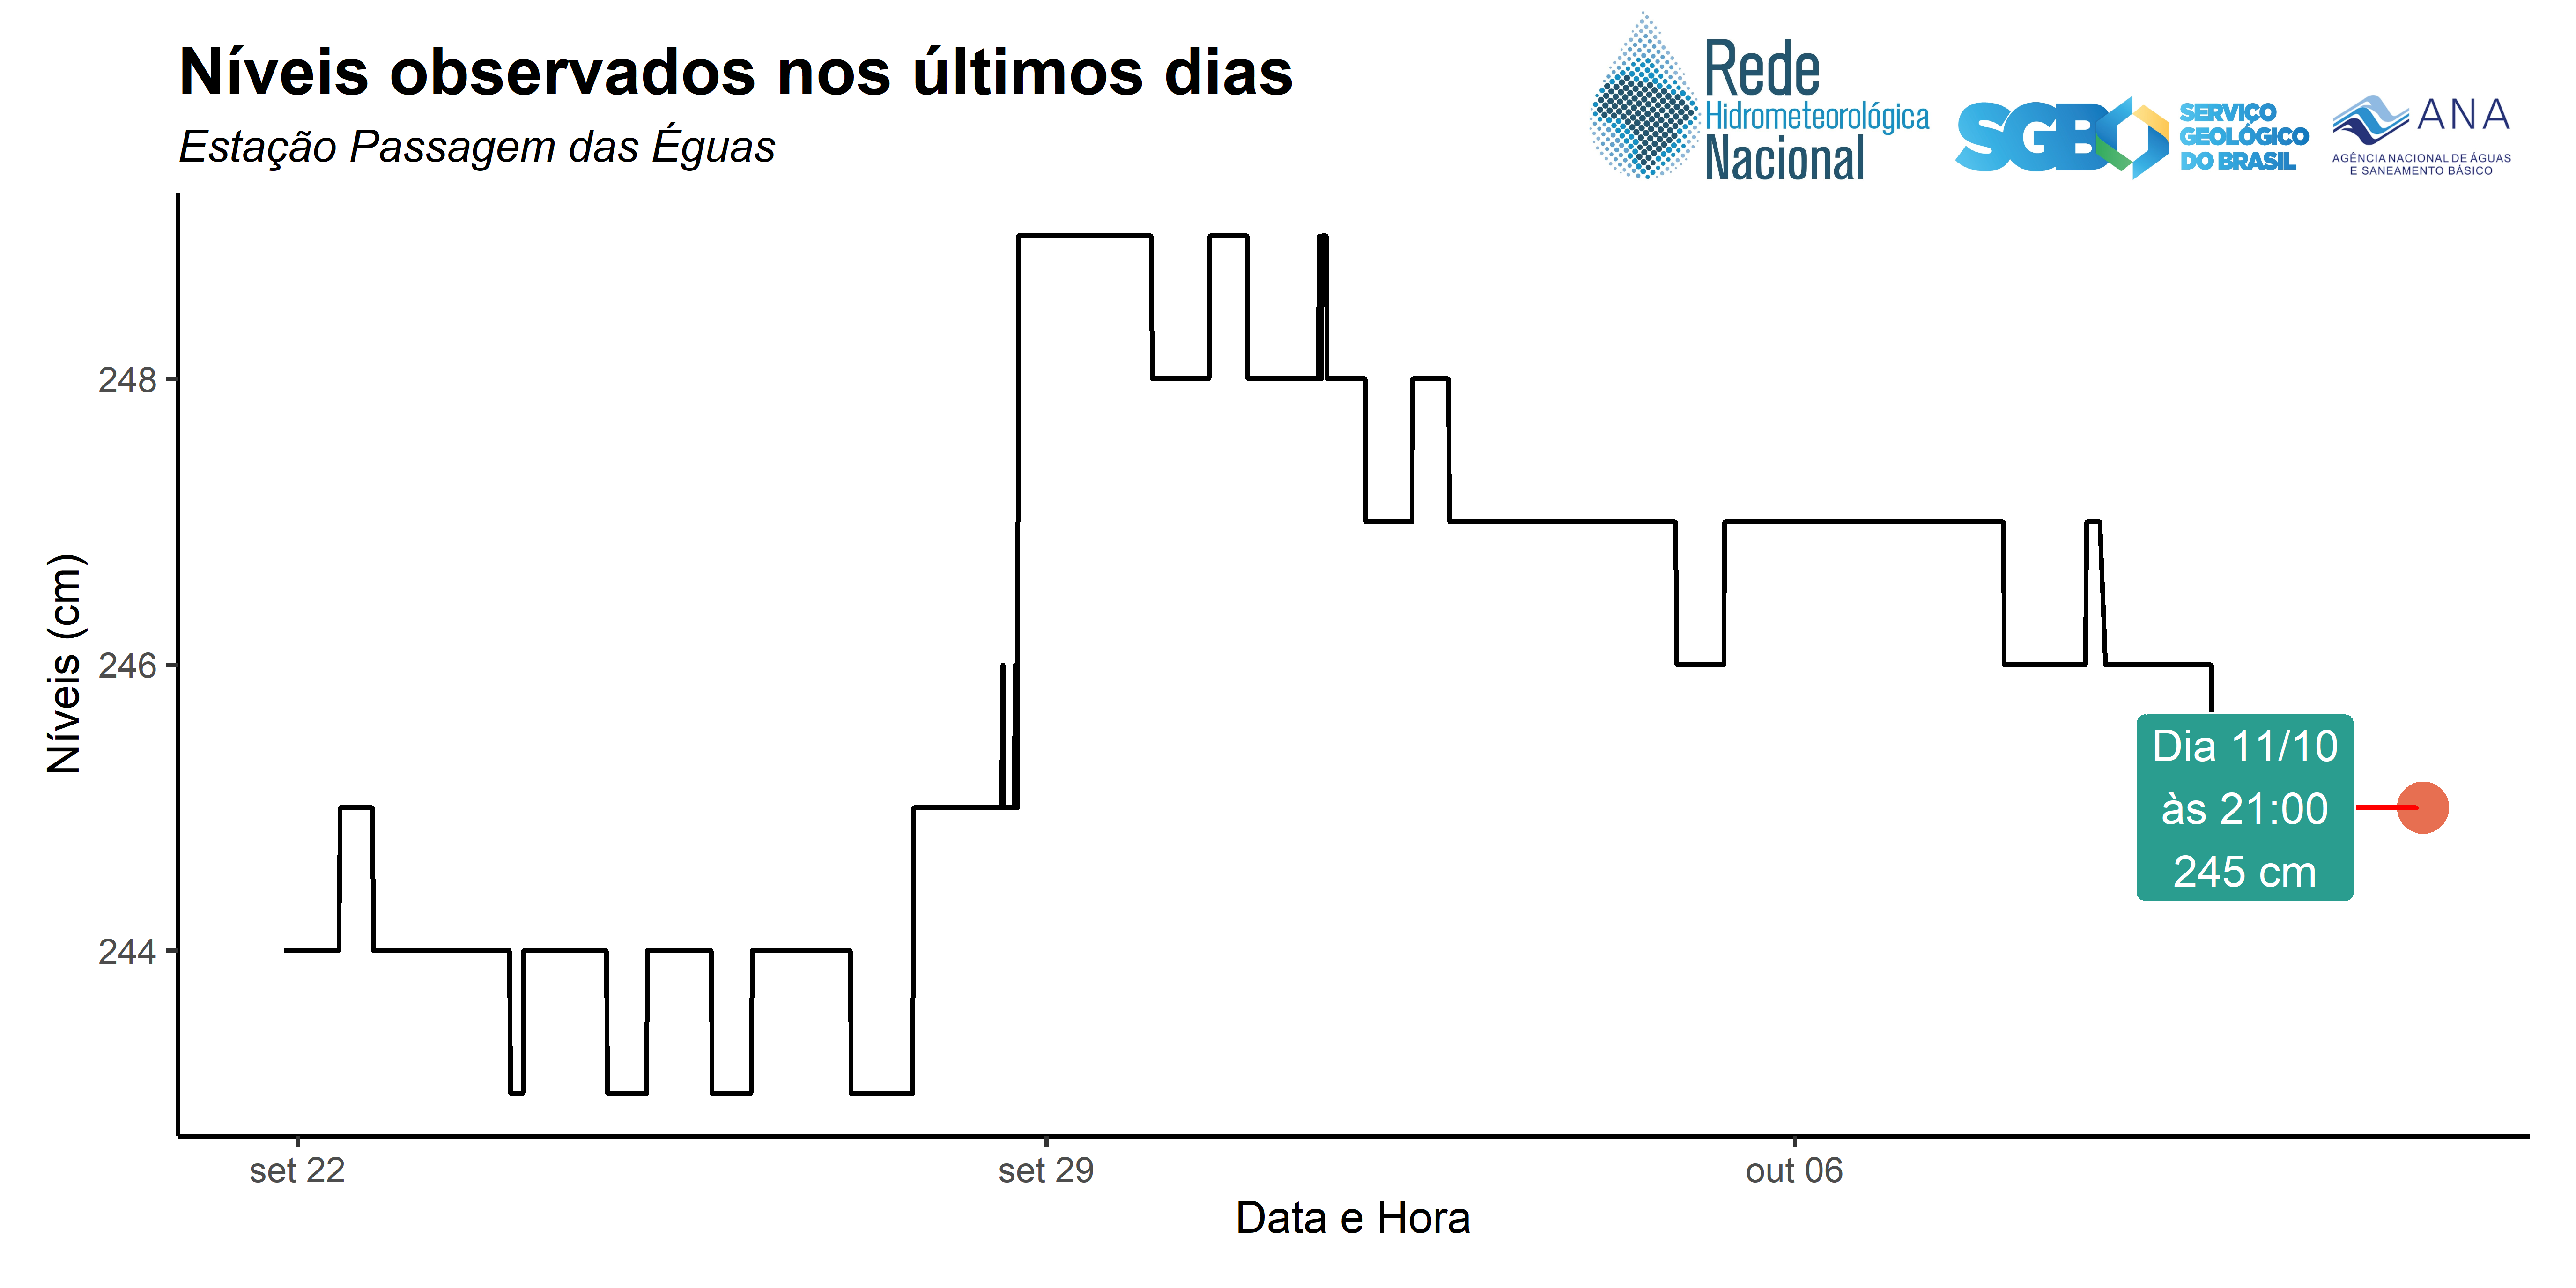 Níveis observados nos últimos dias
Estação Passagem das Éguas
Rede
Hidrometeorológica
Nacional
SGB
SERVIÇO
GEOLÓGICO
DO BRASIL
ANA
AGÊNCIA NACIONAL DE ÁGUAS
E SANEAMENTO BÁSICO
Níveis (cm)
248
246
244
Dia 11/10
às 21:00
245 cm
set 22
set 29
out 06
Data e Hora